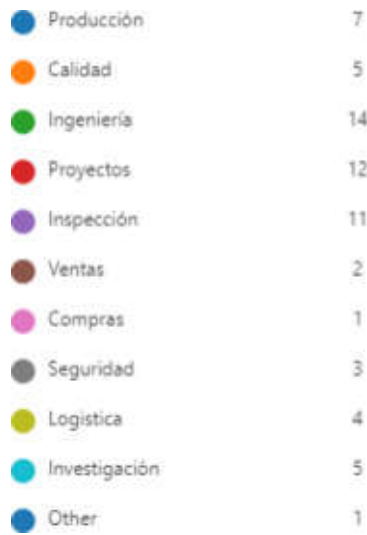 Producción 7
Calidad 5
Ingeniería 14
Proyectos 12
Inspección 11
Ventas 2
Compras 1
Seguridad 3
Logistica 4
Investigación 5
Other 1